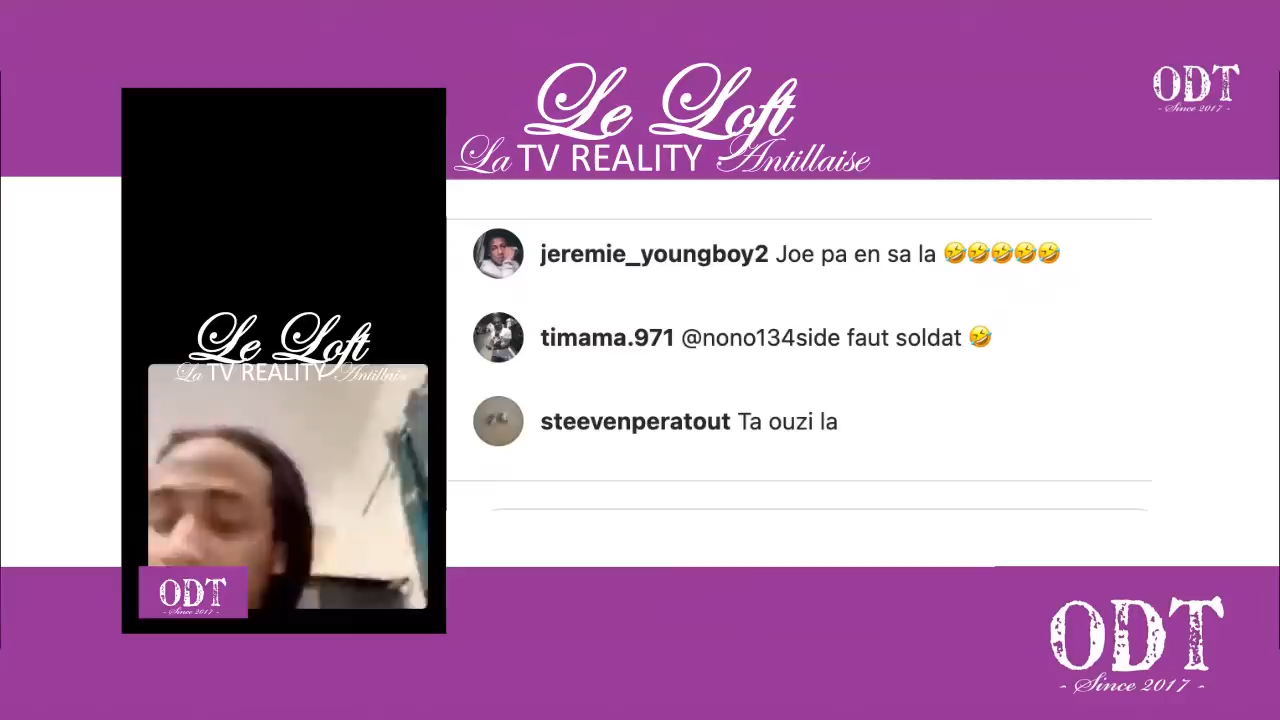 Le Loft
La TV REALITY Antillaise
ODT
- Since 2017 -
jeremie_youngboy2 Joe pa en sa la 🤣🤣🤣🤣🤣
timama.971 @nono134side faut soldat 🤣
steevenperatout Ta ouzi la
Le Loft
La TV REALITY Antillaise
ODT
- Since 2017 -
ODT
- Since 2017 -